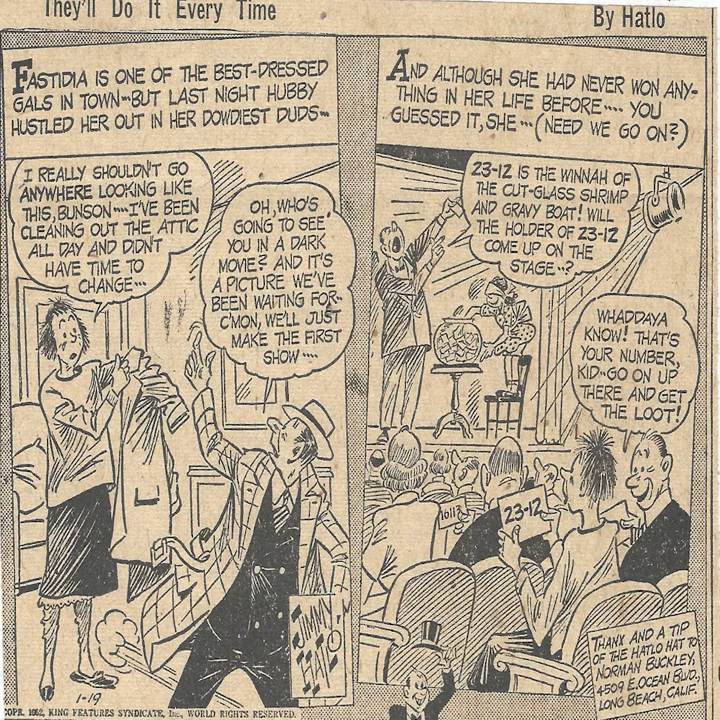 They'll Do It Every Time
By Hatlo
FASTIDIA IS ONE OF THE BEST-DRESSED
GALS IN TOWN--BUT LAST NIGHT HUBBY
HUSTLED HER OUT IN HER DOWDIEST DUDS--
I REALLY SHOULDN'T GO
ANYWHERE LOOKING LIKE
THIS, BUNSON----I'VE BEEN
CLEANING OUT THE ATTIC
ALL DAY AND DIDN'T
HAVE TIME TO
CHANGE---
OH, WHO'S
GOING TO SEE
YOU IN A DARK
MOVIE? AND IT'S
A PICTURE WE'VE
BEEN WAITING FOR--
C'MON, WE'LL JUST
MAKE THE FIRST
SHOW----
1-19
COPR. 1962, KING FEATURES SYNDICATE, Inc., WORLD RIGHTS RESERVED.
AND ALTHOUGH SHE HAD NEVER WON ANY-
THING IN HER LIFE BEFORE---- YOU
GUESSED IT, SHE ---(NEED WE GO ON?)
23-12 IS THE WINNAH OF
THE CUT-GLASS SHRIMP
AND GRAVY BOAT! WILL
THE HOLDER OF 23-12
COME UP ON THE
STAGE--?
WHADDAYA
KNOW! THAT'S
YOUR NUMBER,
KID--GO ON UP
THERE AND GET
THE LOOT!
1011?
23-12
THANX AND A TIP
OF THE HATLO HAT TO
NORMAN BUCKLEY,
4509 E. OCEAN BLVD.,
LONG BEACH, CALIF.